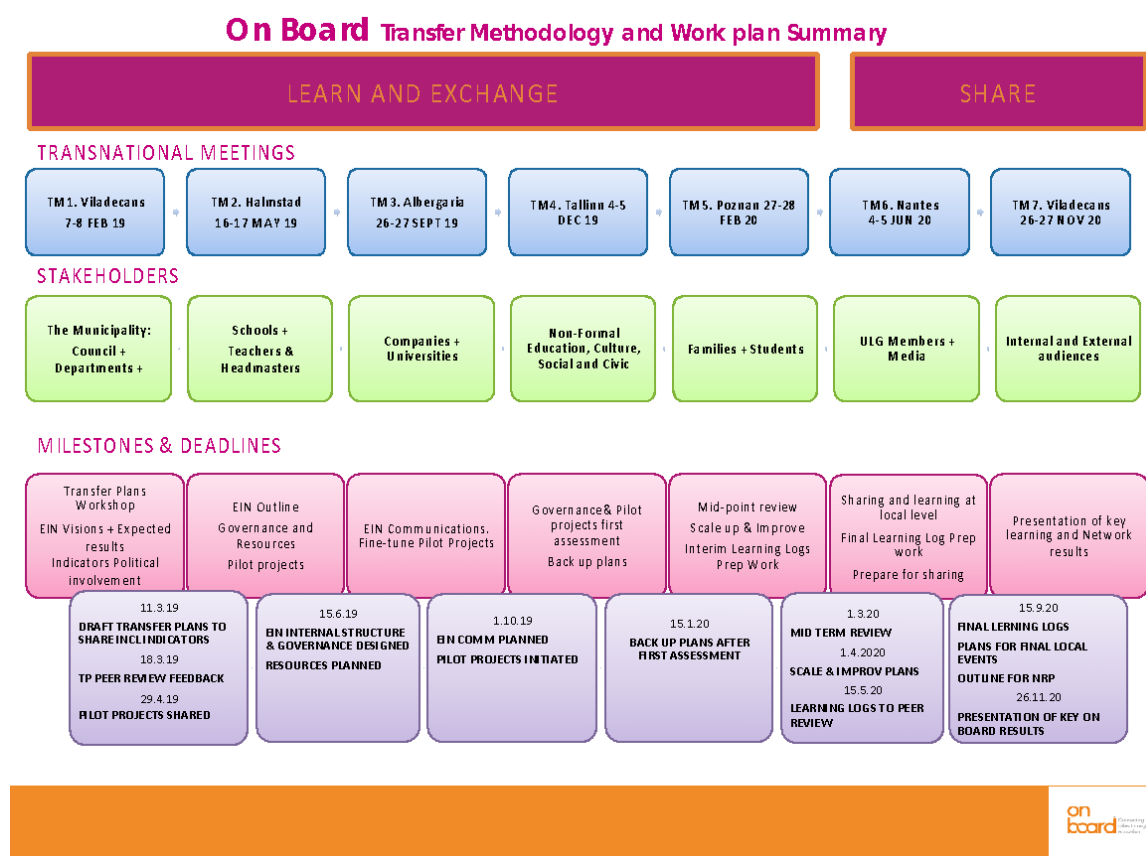 On Board Transfer Methodology and Work plan Summary
LEARN AND EXCHANGE
SHARE
TRANSNATIONAL MEETINGS
TM1. Viladecans
7-8 FEB 19
TM2. Halmstad
16-17 MAY 19
TM3. Albergaria
26-27 SEPT 19
TM4. Tallinn 4-5
DEC 19
TM5. Poznan 27-28
FEB 20
TM6. Nantes
4-5 JUN 20
TM7. Viladecans
26-27 NOV 20
STAKEHOLDERS
The Municipality:
Council +
Departments +
Schools +
Teachers &
Headmasters
Companies +
Universities
Non-Formal
Education, Culture,
Social and Civic
Families + Students
ULG Members +
Media
Internal and External
audiences
MILESTONES & DEADLINES
Transfer Plans
Workshop
EIN Visions + Expected
results
Indicators Political
involvement
EIN Outline
Governance and
Resources
Pilot projects
EIN Communications.
Fine-tune Pilot Projects
Governance& Pilot
projects first
assessment
Back up plans
Mid-point review
Scale up & Improve
Interim Learning Logs
Prep Work
Sharing and learning at
local level
Final Learning Log Prep
work
Prepare for sharing
Presentation of key
learning and Network
results
11.3.19
DRAFT TRANSFER PLANS TO
SHARE INCL INDICATORS
18.3.19
TP PEER REVIEW FEEDBACK
29.4.19
PILOT PROJECTS SHARED
15.6.19
EIN INTERNAL STRUCTURE
& GOVERNANCE DESIGNED
RESOURCES PLANNED
1.10.19
EIN COMM PLANNED
PILOT PROJECTS INITIATED
15.1.20
BACK UP PLANS AFTER
FIRST ASSESSMENT
1.3.20
MID TERM REVIEW
1.4.2020
SCALE & IMPROV PLANS
15.5.20
LEARNING LOGS TO PEER
REVIEW
15.9.20
FINAL LERNING LOGS
PLANS FOR FINAL LOCAL
EVENTS
OUTLINE FOR NRP
26.11.20
PRESENTATION OF KEY ON
BOARD RESULTS
on
board